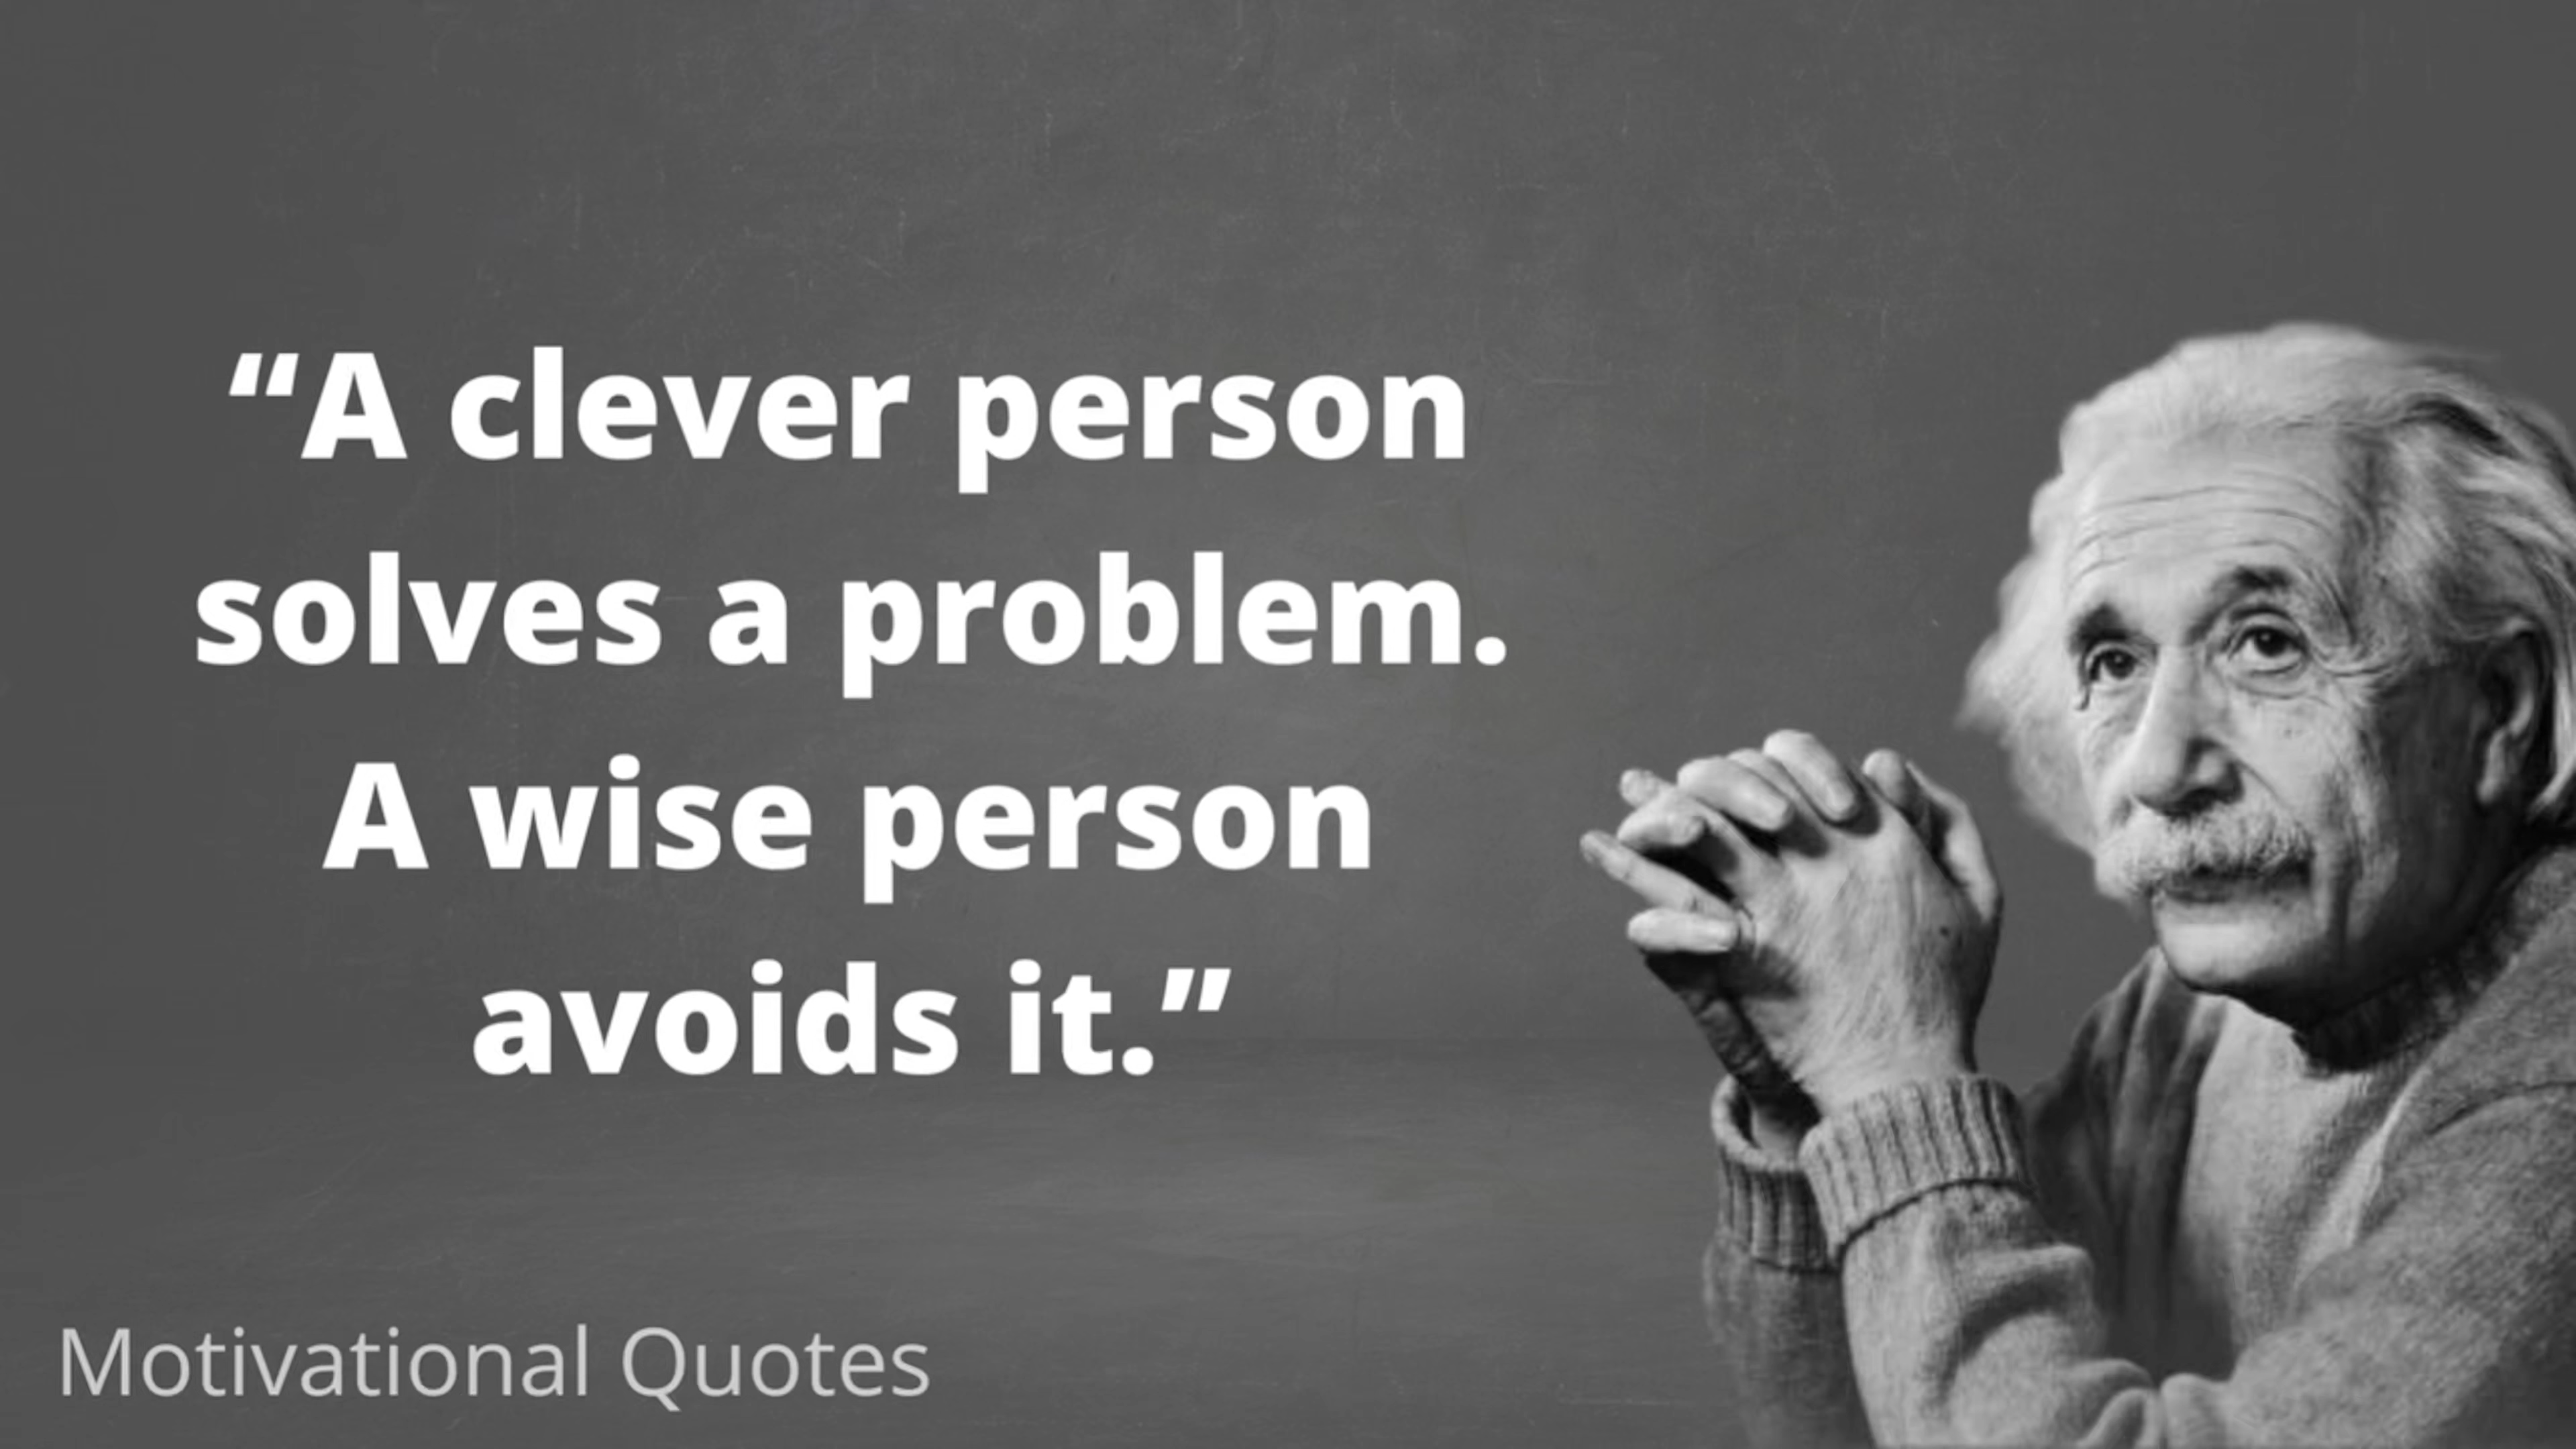 “A clever person
solves a problem.
A wise person
avoids it.”
Motivational Quotes